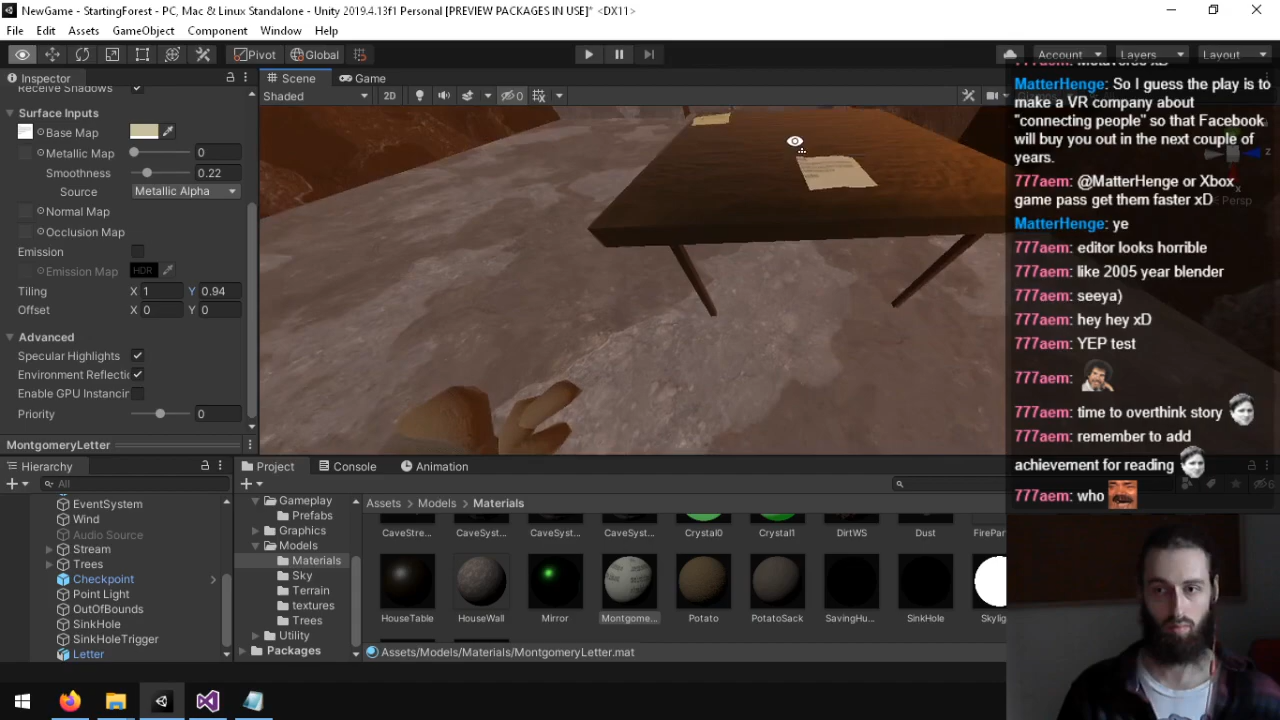 NewGame - StartingForest - PC, Mac & Linux Standalone - Unity 2019.4.13f1 Personal [PREVIEW PACKAGES IN USE]* <DX11>
File Edit Assets GameObject Component Window Help
Pivot Global Account Layers Layout
Inspector
Receive Shadows
Surface Inputs
Base Map
Metallic Map 0
Smoothness 0.22
Source Metallic Alpha
Normal Map
Occlusion Map
Emission
Emission Map HDR
Tiling X 1 Y 0.94
Offset X 0 Y 0
Advanced
Specular Highlights
Environment Reflecti
Enable GPU Instancin
Priority 0
MontgomeryLetter
Scene Game
Shaded 2D 0
Persp
MatterHenge: So I guess the play is to
make a VR company about
"connecting people" so that Facebook
will buy you out in the next couple of
years.
777aem: @MatterHenge or Xbox
game pass get them faster xD
MatterHenge: ye
777aem: editor looks horrible
777aem: like 2005 year blender
777aem: seeya)
777aem: hey hey xD
777aem: YEP test
777aem:
777aem: time to overthink story
777aem: remember to add
achievement for reading
777aem: who
Hierarchy
All
EventSystem
Wind
Audio Source
Stream
Trees
Checkpoint
Point Light
OutOfBounds
SinkHole
SinkHoleTrigger
Letter
Project Console Animation
Gameplay
Prefabs
Graphics
Models
Materials
Sky
Terrain
textures
Trees
Utility
Packages
Assets > Models > Materials
CaveStre... CaveSyst... CaveSyst... CaveSyst... Crystal0 Crystal1 DirtWS Dust FirePar
HouseTable HouseWall Mirror Montgome... Potato PotatoSack SavingHu... SinkHole Skylig
Assets/Models/Materials/MontgomeryLetter.mat